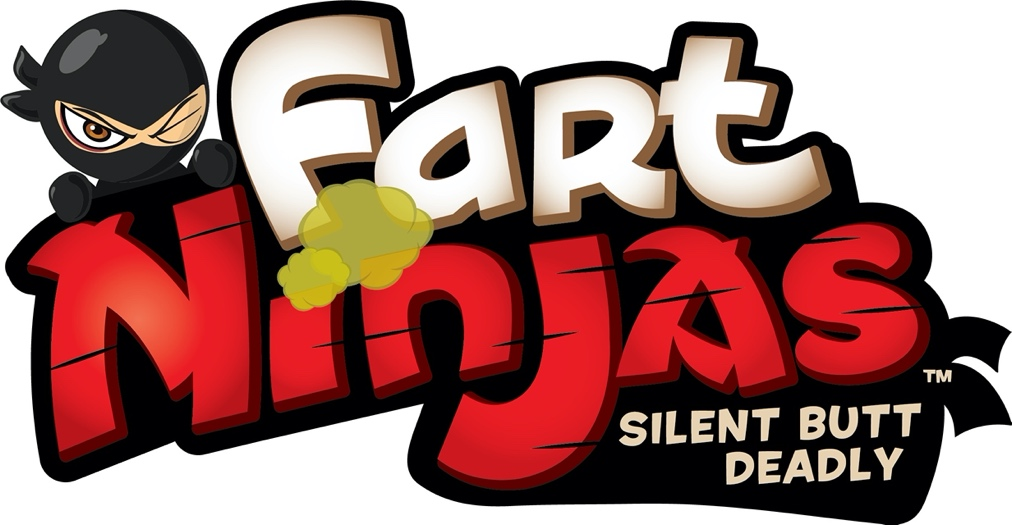 Fart
Ninjas
TM
SILENT BUTT
DEADLY